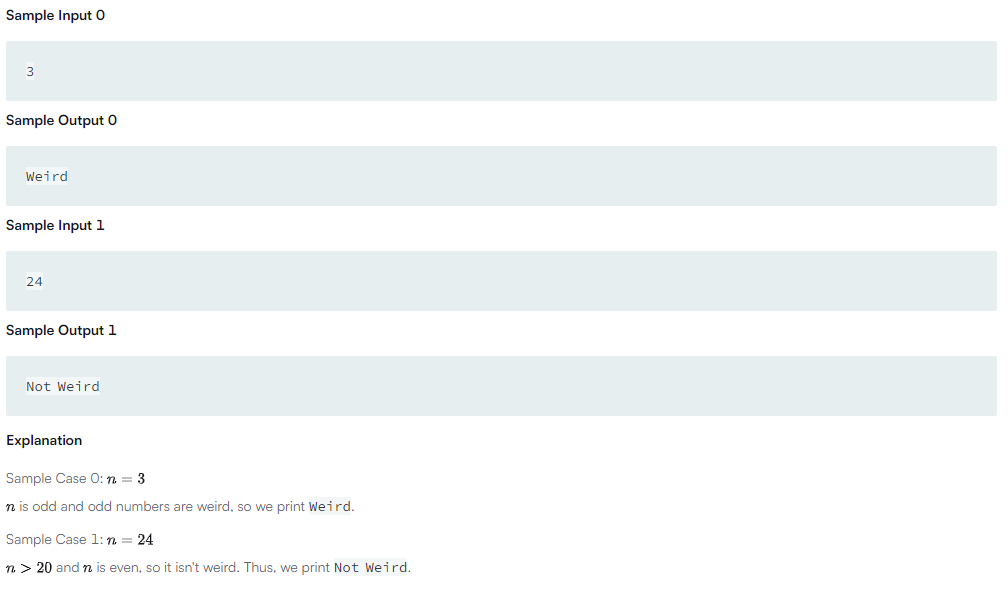 Sample Input 0
3
Sample Output 0
Weird
Sample Input 1
24
Sample Output 1
Not Weird
Explanation
Sample Case 0: n = 3
n is odd and odd numbers are weird, so we print Weird.
Sample Case 1: n = 24
n > 20 and n is even, so it isn't weird. Thus, we print Not Weird.